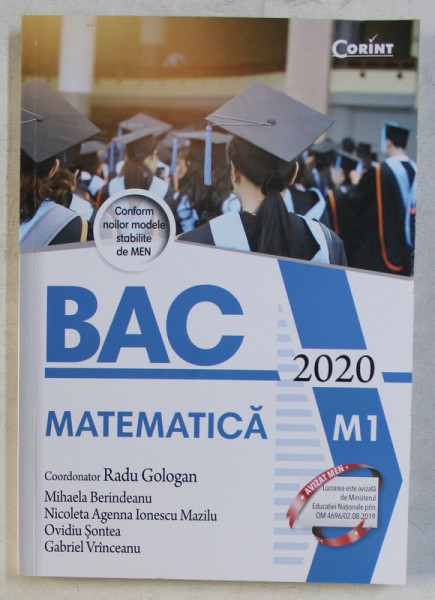 CORINT
Conform
noilor modele
stabilite
de MEN
BAC
2020
MATEMATICĂ
M1
Coordonator Radu Gologan
Mihaela Berindeanu
Nicoleta Agenna Ionescu Mazilu
Ovidiu Șontea
Gabriel Vrînceanu
AVIZAT MEN
Lucrarea este avizată
de Ministerul
Educației Naționale prin
OM 4696/02.08.2019